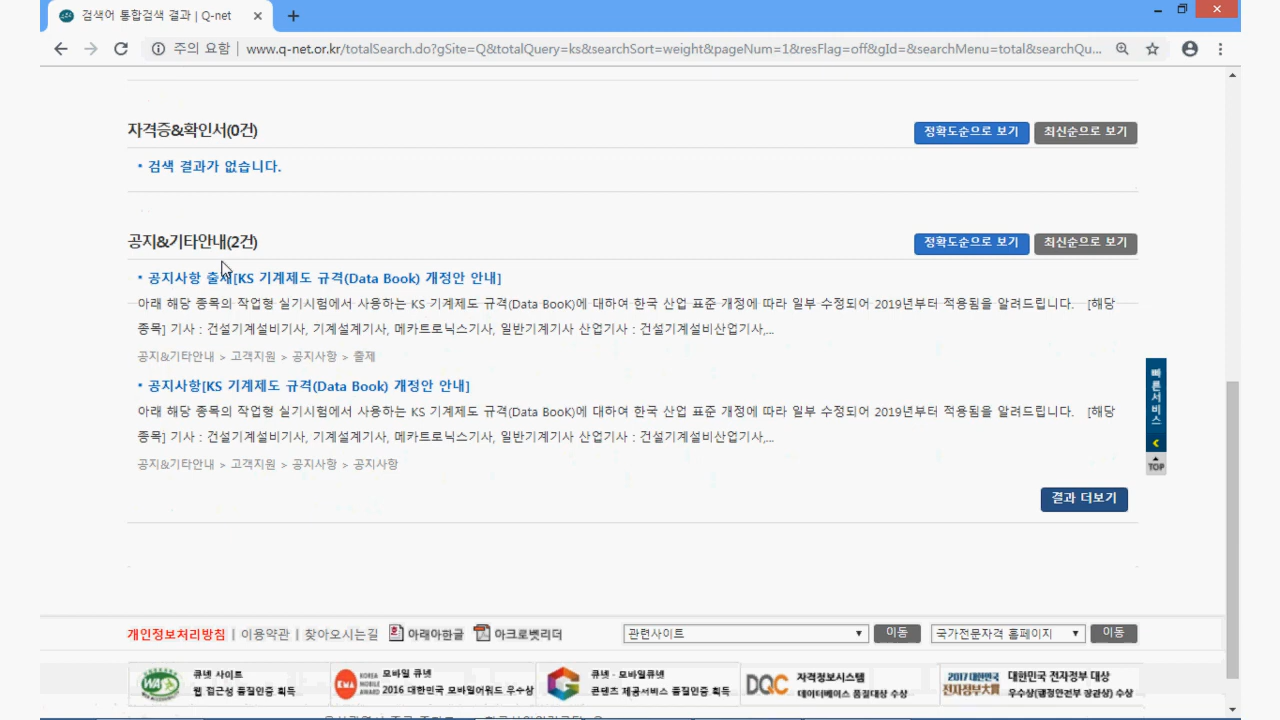 검색어 통합검색 결과 | Q-net
주의 요함 | www.q-net.or.kr/totalSearch.do?gSite=Q&totalQuery=ks&searchSort=weight&pageNum=1&resFlag=off&gId=&searchMenu=total&searchQu...
자격증&확인서(0건)
정확도순으로 보기 최신순으로 보기
• 검색 결과가 없습니다.
공지&기타안내(2건)
정확도순으로 보기 최신순으로 보기
• 공지사항 출제[KS 기계제도 규격(Data Book) 개정안 안내]
아래 해당 종목의 작업형 실기시험에서 사용하는 KS 기계제도 규격(Data BooK)에 대하여 한국 산업 표준 개정에 따라 일부 수정되어 2019년부터 적용됨을 알려드립니다. [해당
종목] 기사 : 건설기계설비기사, 기계설계기사, 메카트로닉스기사, 일반기계기사 산업기사 : 건설기계설비산업기사,...
공지&기타안내 > 고객지원 > 공지사항 > 출제
• 공지사항[KS 기계제도 규격(Data Book) 개정안 안내]
아래 해당 종목의 작업형 실기시험에서 사용하는 KS 기계제도 규격(Data BooK)에 대하여 한국 산업 표준 개정에 따라 일부 수정되어 2019년부터 적용됨을 알려드립니다. [해당
종목] 기사 : 건설기계설비기사, 기계설계기사, 메카트로닉스기사, 일반기계기사 산업기사 : 건설기계설비산업기사,...
공지&기타안내 > 고객지원 > 공지사항 > 공지사항
빠른서비스
TOP
결과 더보기
개인정보처리방침 | 이용약관 | 찾아오시는길 아래아한글 아크로벳리더
관련사이트 이동 국가전문자격 홈페이지 이동
WA 큐넷 사이트
웹 접근성 품질인증 획득
KMA KOREA MOBILE AWARD 모바일 큐넷
2016 대한민국 모바일어워드 우수상
큐넷 · 모바일큐넷
콘텐츠 제공서비스 품질인증 획득
DQC 자격정보시스템
데이터베이스 품질대상 수상
2017 대한민국 전자정부大賞 대한민국 전자정부 대상
우수상(행정안전부 장관상) 수상